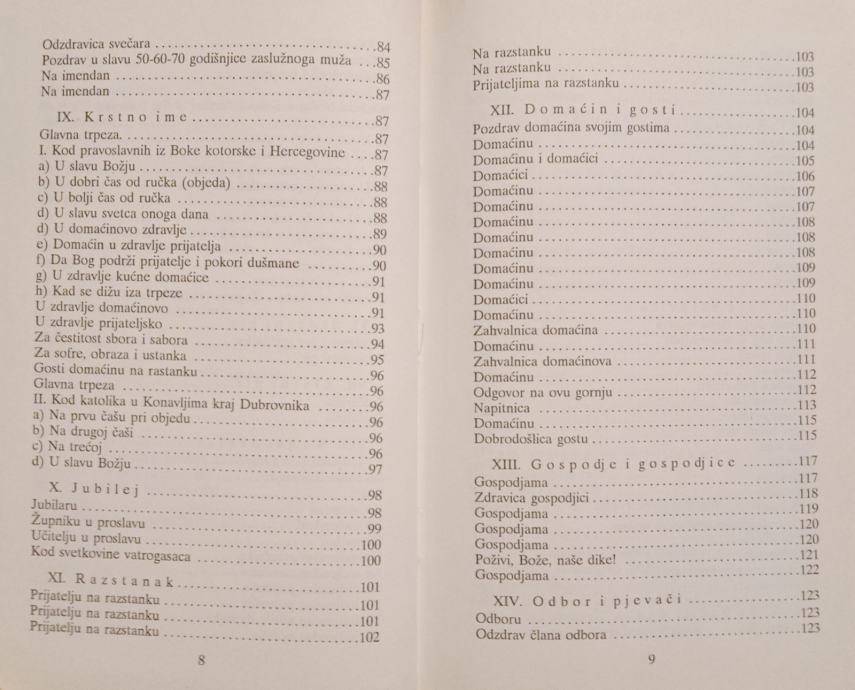 Odzdravica svečara ....................................84
Pozdrav u slavu 50-60-70 godišnjice zaslužnoga muža ...85
Na imendan ..........................................86
Na imendan ..........................................87
IX. Krstno ime ..............................87
Glavna trpeza. ........................................87
I. Kod pravoslavnih iz Boke kotorske i Hercegovine ....87
a) U slavu Božju ......................................87
b) U dobri čas od ručka (objeda) ......................88
c) U bolji čas od ručka ...............................88
d) U slavu svetca onoga dana ..........................88
d) U domaćinovo zdravlje ..............................89
e) Domaćin u zdravlje prijatelja ......................90
f) Da Bog podrži prijatelje i pokori dušmane ..........90
g) U zdravlje kućne domaćice ..........................91
h) Kad se dižu iza trpeze .............................91
U zdravlje domaćinovo .................................91
U zdravlje prijateljsko ...............................93
Za čestitost sbora i sabora ...........................94
Za sofre, obraza i ustanka ............................95
Gosti domaćinu na rastanku ............................96
Glavna trpeza .........................................96
II. Kod katolika u Konavljima kraj Dubrovnika .........96
a) Na prvu čašu pri objedu ............................96
b) Na drugoj čaši .....................................96
c) Na trećoj ..........................................96
d) U slavu Božju ......................................97
X. Jubilej ..................................98
Jubilaru ..............................................98
Župniku u proslavu ....................................99
Učitelju u proslavu ..................................100
Kod svetkovine vatrogasaca ...........................100
XI. Razstanak ..............................101
Prijatelju na razstanku ..............................101
Prijatelju na razstanku ..............................101
Prijatelju na razstanku ..............................102
8
Na razstanku .........................................103
Na razstanku .........................................103
Prijateljima na razstanku ............................103
XII. Domaćin i gosti .......................104
Pozdrav domaćina svojim gostima ......................104
Domaćinu .............................................104
Domaćinu i domaćici ..................................105
Domaćici .............................................106
Domaćinu .............................................107
Domaćinu .............................................107
Domaćinu .............................................108
Domaćinu .............................................108
Domaćinu .............................................108
Domaćinu .............................................109
Domaćinu .............................................109
Domaćici .............................................110
Domaćinu .............................................110
Zahvalnica domaćina ..................................110
Domaćinu .............................................111
Zahvalnica domaćinova ................................111
Domaćinu .............................................112
Odgovor na ovu gornju ................................112
Napitnica ............................................113
Domaćinu .............................................115
Dobrodošlica gostu ...................................115
XIII. Gospodje i gospodjice ................117
Gospodjama ...........................................117
Zdravica gospodjici ..................................118
Gospodjama ...........................................119
Gospodjama ...........................................120
Gospodjama ...........................................120
Poživi, Bože, naše dike! .............................121
Gospodjama ...........................................122
XIV. Odbor i pjevači .......................123
Odboru ...............................................123
Odzdrav člana odbora .................................123
9